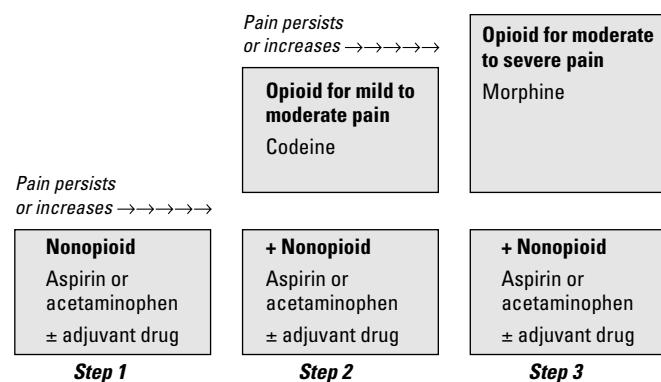 Pain persists
or increases →→→→→
Opioid for mild to
moderate pain
Codeine
Opioid for moderate
to severe pain
Morphine
Pain persists
or increases →→→→→
Nonopioid
Aspirin or
acetaminophen
± adjuvant drug
+ Nonopioid
Aspirin or
acetaminophen
± adjuvant drug
+ Nonopioid
Aspirin or
acetaminophen
± adjuvant drug
Step 1
Step 2
Step 3